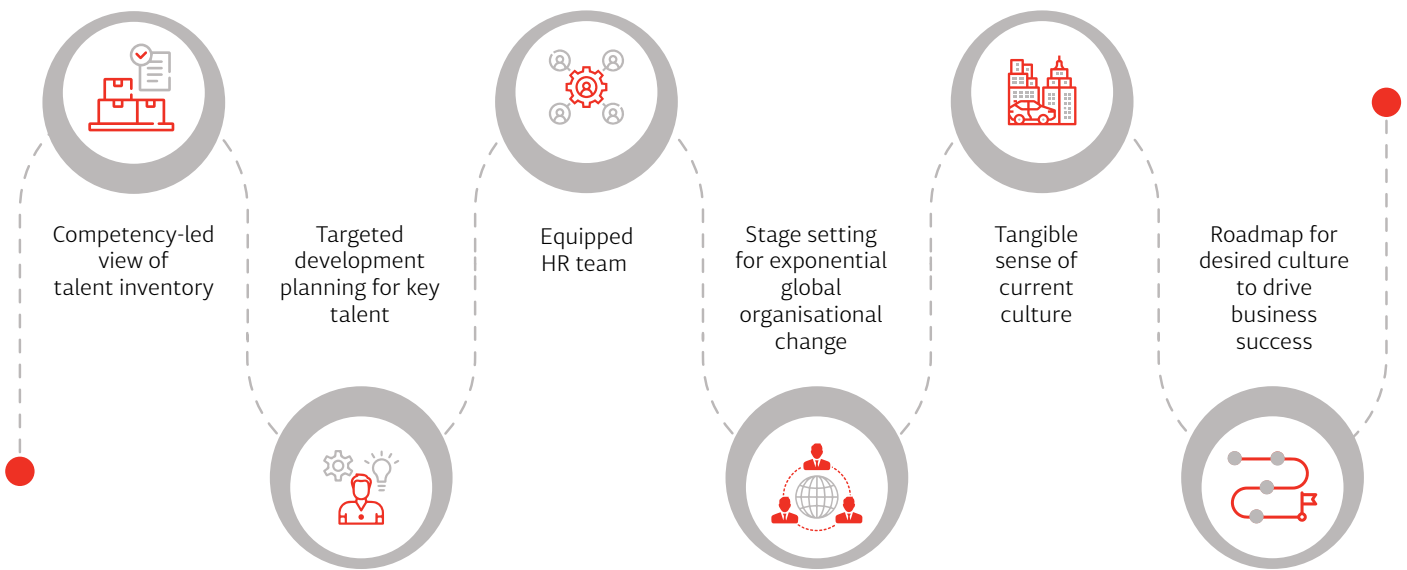 Competency-led
view of
talent inventory
Targeted
development
planning for key
talent
Equipped
HR team
Stage setting
for exponential
global
organisational
change
Tangible
sense of
current
culture
Roadmap for
desired culture
to drive
business
success